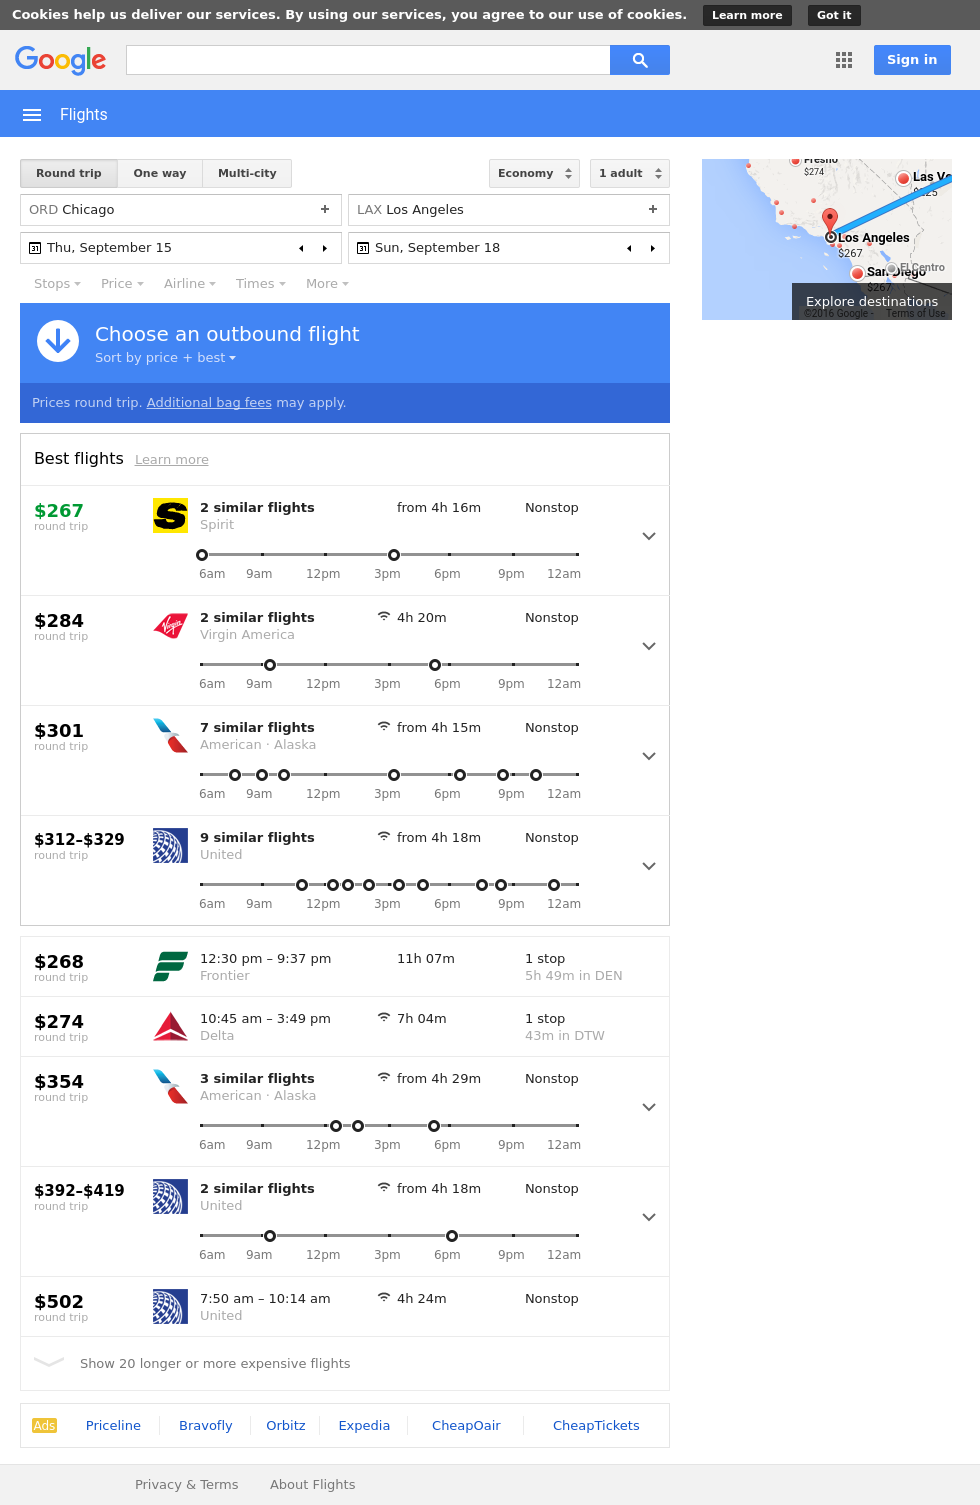 Cookies help us deliver our services. By using our services, you agree to our use of cookies. Learn more Got it
Google Sign in
Flights
Round trip One way Multi-city Economy 1 adult
ORD Chicago + LAX Los Angeles +
31 Thu, September 15 31 Sun, September 18
Stops Price Airline Times More
Fresno
$274
Las Ve
Los Angeles
$267
El Centro
San Diego
$267
Explore destinations
©2016 Google - Terms of Use
Choose an outbound flight
Sort by price + best
Prices round trip. Additional bag fees may apply.
Best flights Learn more
$267 2 similar flights from 4h 16m Nonstop
round trip Spirit
6am 9am 12pm 3pm 6pm 9pm 12am
$284 2 similar flights 4h 20m Nonstop
round trip Virgin America
6am 9am 12pm 3pm 6pm 9pm 12am
$301 7 similar flights from 4h 15m Nonstop
round trip American · Alaska
6am 9am 12pm 3pm 6pm 9pm 12am
$312–$329 9 similar flights from 4h 18m Nonstop
round trip United
6am 9am 12pm 3pm 6pm 9pm 12am
$268 12:30 pm – 9:37 pm 11h 07m 1 stop
round trip Frontier 5h 49m in DEN
$274 10:45 am – 3:49 pm 7h 04m 1 stop
round trip Delta 43m in DTW
$354 3 similar flights from 4h 29m Nonstop
round trip American · Alaska
6am 9am 12pm 3pm 6pm 9pm 12am
$392–$419 2 similar flights from 4h 18m Nonstop
round trip United
6am 9am 12pm 3pm 6pm 9pm 12am
$502 7:50 am – 10:14 am 4h 24m Nonstop
round trip United
Show 20 longer or more expensive flights
Ads Priceline Bravofly Orbitz Expedia CheapOair CheapTickets
Privacy & Terms About Flights